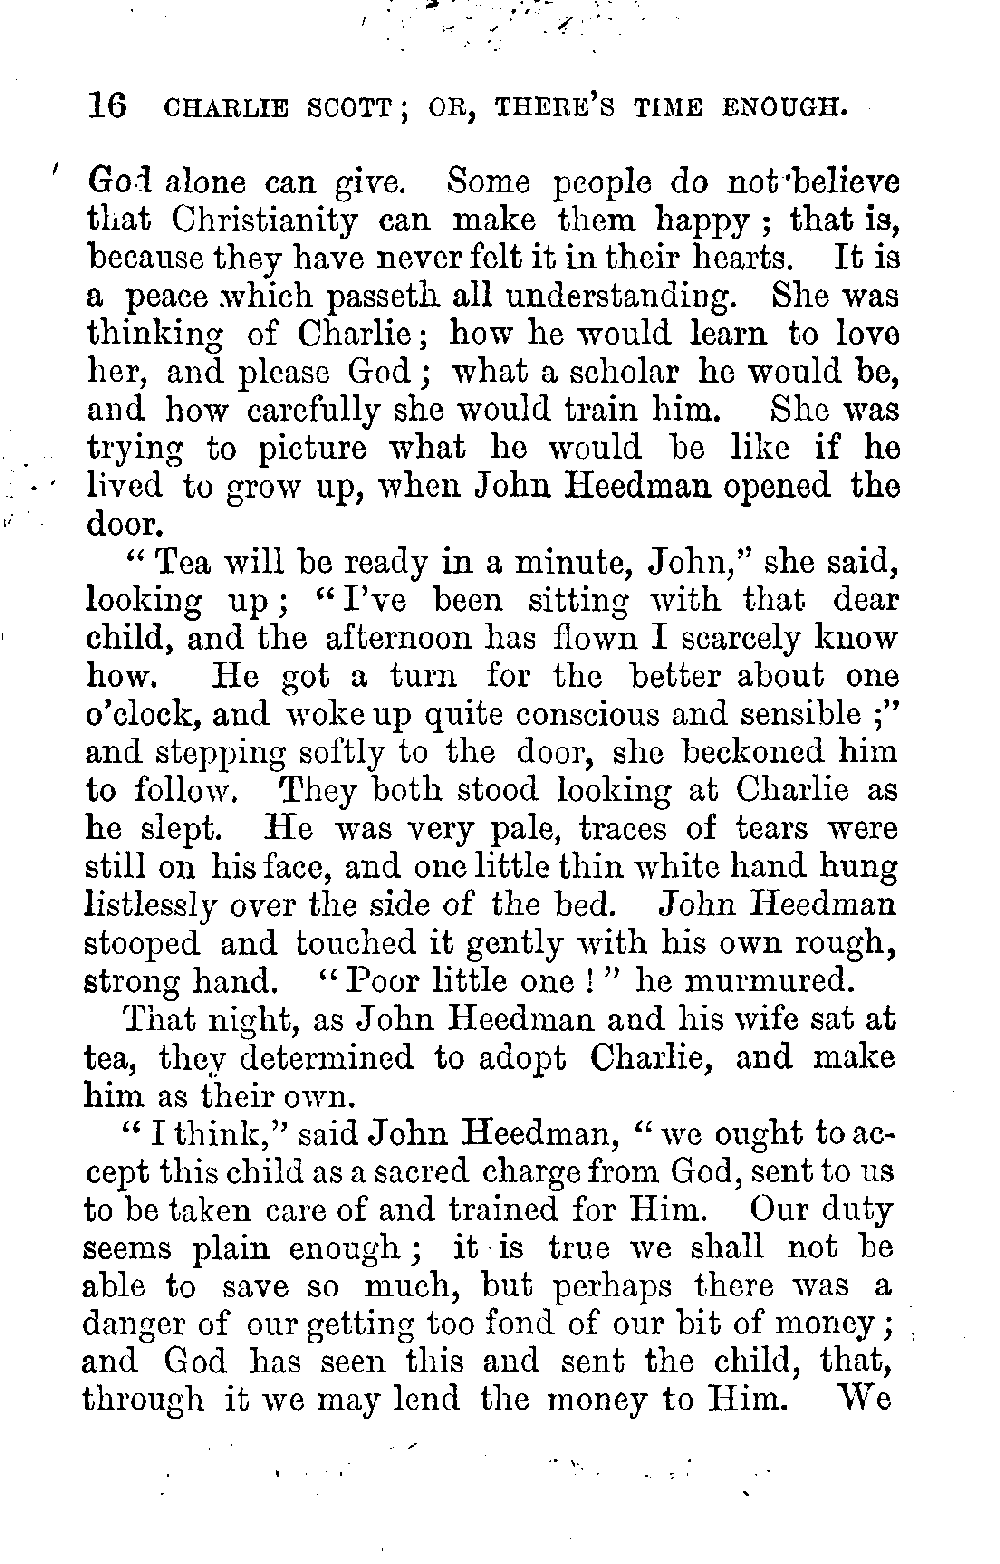 16 CHARLIE SCOTT; OR, THERE'S TIME ENOUGH.
God alone can give. Some people do not believe
that Christianity can make them happy; that is,
because they have never felt it in their hearts. It is
a peace which passeth all understanding. She was
thinking of Charlie; how he would learn to love
her, and please God; what a scholar he would be,
and how carefully she would train him. She was
trying to picture what he would be like if he
lived to grow up, when John Heedman opened the
door.
"Tea will be ready in a minute, John," she said,
looking up; "I've been sitting with that dear
child, and the afternoon has flown I scarcely know
how. He got a turn for the better about one
o'clock, and woke up quite conscious and sensible;"
and stepping softly to the door, she beckoned him
to follow. They both stood looking at Charlie as
he slept. He was very pale, traces of tears were
still on his face, and one little thin white hand hung
listlessly over the side of the bed. John Heedman
stooped and touched it gently with his own rough,
strong hand. "Poor little one!" he murmured.
That night, as John Heedman and his wife sat at
tea, they determined to adopt Charlie, and make
him as their own.
"I think," said John Heedman, "we ought to ac-
cept this child as a sacred charge from God, sent to us
to be taken care of and trained for Him. Our duty
seems plain enough; it is true we shall not be
able to save so much, but perhaps there was a
danger of our getting too fond of our bit of money;
and God has seen this and sent the child, that,
through it we may lend the money to Him. We